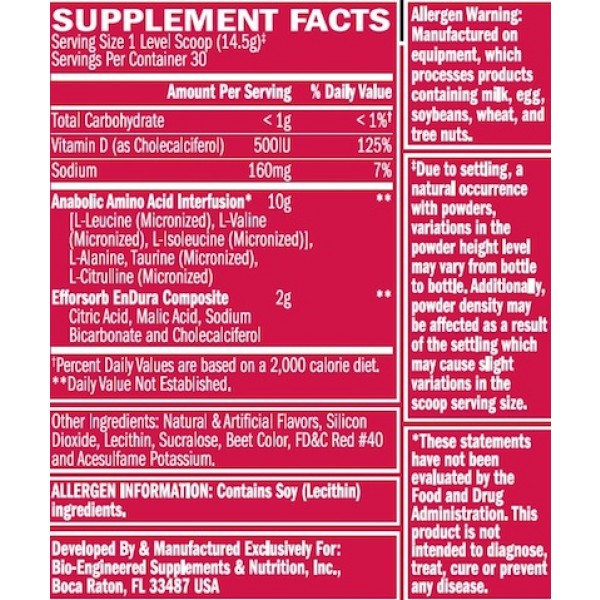 SUPPLEMENT FACTS
Serving Size 1 Level Scoop (14.5g)‡
Servings Per Container 30
Amount Per Serving % Daily Value
Total Carbohydrate < 1g < 1%†
Vitamin D (as Cholecalciferol) 500IU 125%
Sodium 160mg 7%
Anabolic Amino Acid Interfusion* 10g **
[L-Leucine (Micronized), L-Valine
(Micronized), L-Isoleucine (Micronized)],
L-Alanine, Taurine (Micronized),
L-Citrulline (Micronized)
Efforsorb EnDura Composite 2g **
Citric Acid, Malic Acid, Sodium
Bicarbonate and Cholecalciferol
†Percent Daily Values are based on a 2,000 calorie diet.
**Daily Value Not Established.
Other Ingredients: Natural & Artificial Flavors, Silicon
Dioxide, Lecithin, Sucralose, Beet Color, FD&C Red #40
and Acesulfame Potassium.
ALLERGEN INFORMATION: Contains Soy (Lecithin)
ingredients.
Developed By & Manufactured Exclusively For:
Bio-Engineered Supplements & Nutrition, Inc.,
Boca Raton, FL 33487 USA
Allergen Warning:
Manufactured on
equipment, which
processes products
containing milk, egg,
soybeans, wheat, and
tree nuts.
‡Due to settling, a
natural occurrence
with powders,
variations in the
powder height level
may vary from bottle
to bottle. Additionally,
powder density may
be affected as a result
of the settling which
may cause slight
variations in the
scoop serving size.
*These statements
have not been
evaluated by the
Food and Drug
Administration. This
product is not
intended to diagnose,
treat, cure or prevent
any disease.